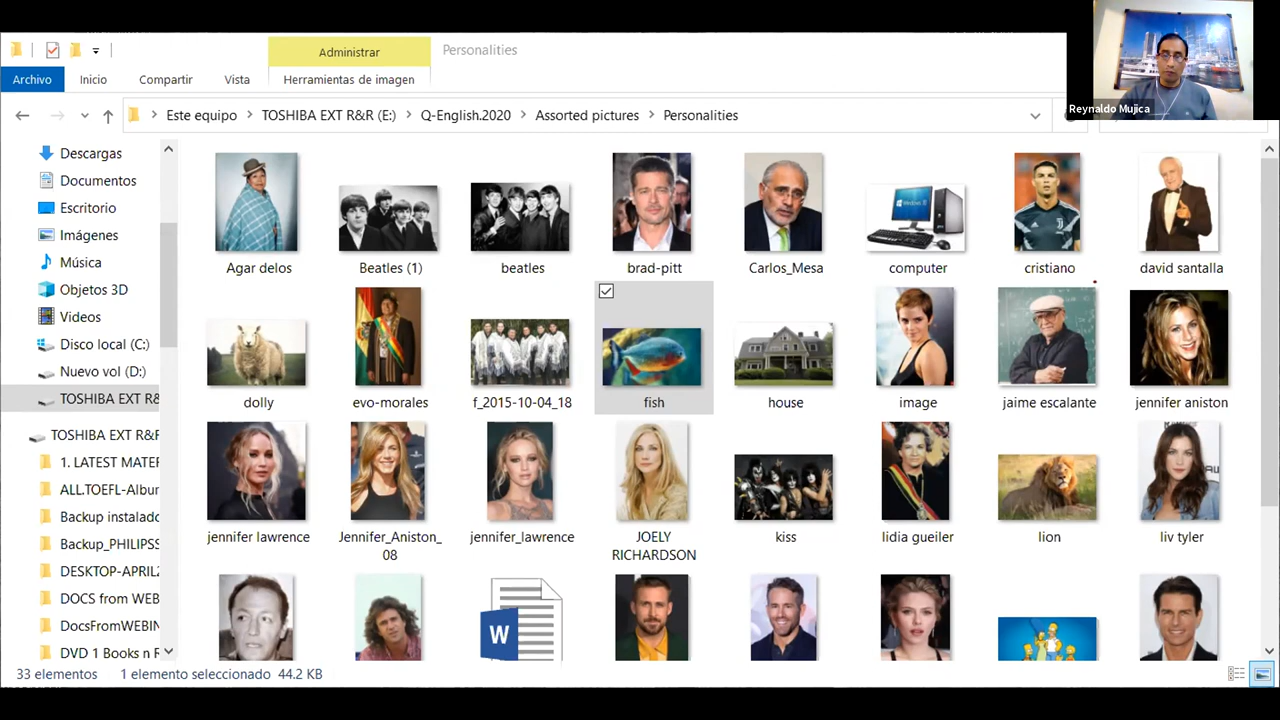 Administrar
Personalities
Archivo
Inicio
Compartir
Vista
Herramientas de imagen
Reynaldo Mujica
Este equipo
TOSHIBA EXT R&R (E:)
Q-English.2020
Assorted pictures
Personalities
Descargas
Documentos
Escritorio
Imágenes
Música
Objetos 3D
Videos
Disco local (C:)
Nuevo vol (D:)
TOSHIBA EXT R&
TOSHIBA EXT R&R
1. LATEST MATER
ALL.TOEFL-Albur
Backup instalado
Backup_PHILIPSS
DESKTOP-APRIL2
DOCS from WEB
DocsFromWEBIN
DVD 1 Books n R
Agar delos
Beatles (1)
beatles
brad-pitt
Carlos_Mesa
computer
cristiano
david santalla
dolly
evo-morales
f_2015-10-04_18
fish
house
image
jaime escalante
jennifer aniston
jennifer lawrence
Jennifer_Aniston_
08
jennifer_lawrence
JOELY
RICHARDSON
kiss
lidia gueiler
lion
liv tyler
W
33 elementos
1 elemento seleccionado 44.2 KB